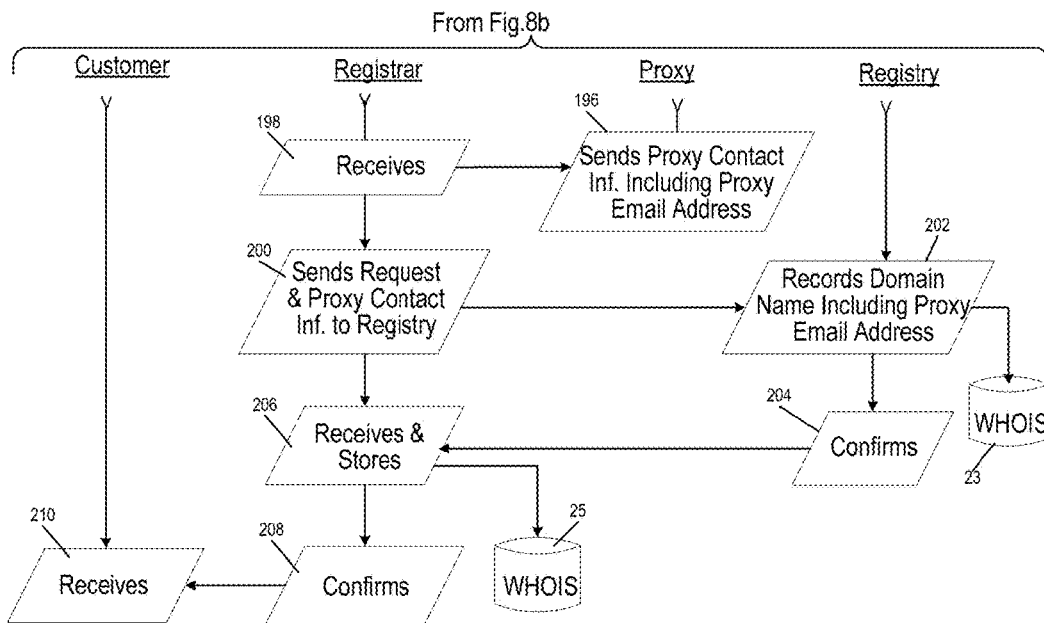 From Fig.8b
Customer
Registrar
Proxy
Registry
198
Receives
196
Sends Proxy Contact
Inf. Including Proxy
Email Address
200
Sends Request
& Proxy Contact
Inf. to Registry
202
Records Domain
Name Including Proxy
Email Address
206
Receives &
Stores
204
Confirms
WHOIS
23
210
Receives
208
Confirms
25
WHOIS